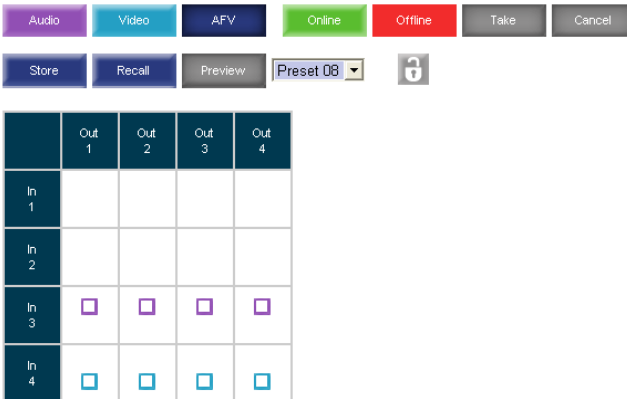 Audio Video AFV Online Offline Take Cancel
Store Recall Preview Preset 08
Out Out Out Out
1 2 3 4
In
1
In
2
In
3
In
4